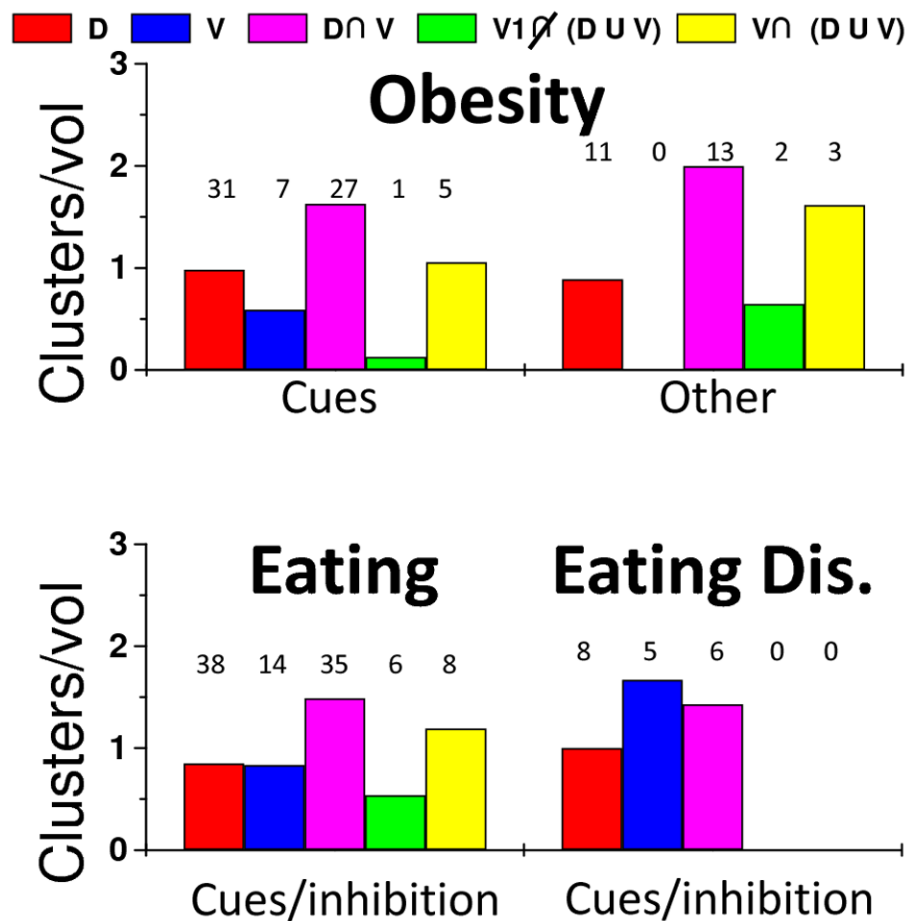 D V D∩ V V1∩̸ (D U V) V∩ (D U V)
3
Obesity
Clusters/vol
2
11 0 13 2 3
31 7 27 1 5
1
0
Cues Other
3
Eating Eating Dis.
Clusters/vol
2
38 14 35 6 8
8 5 6 0 0
1
0
Cues/inhibition Cues/inhibition